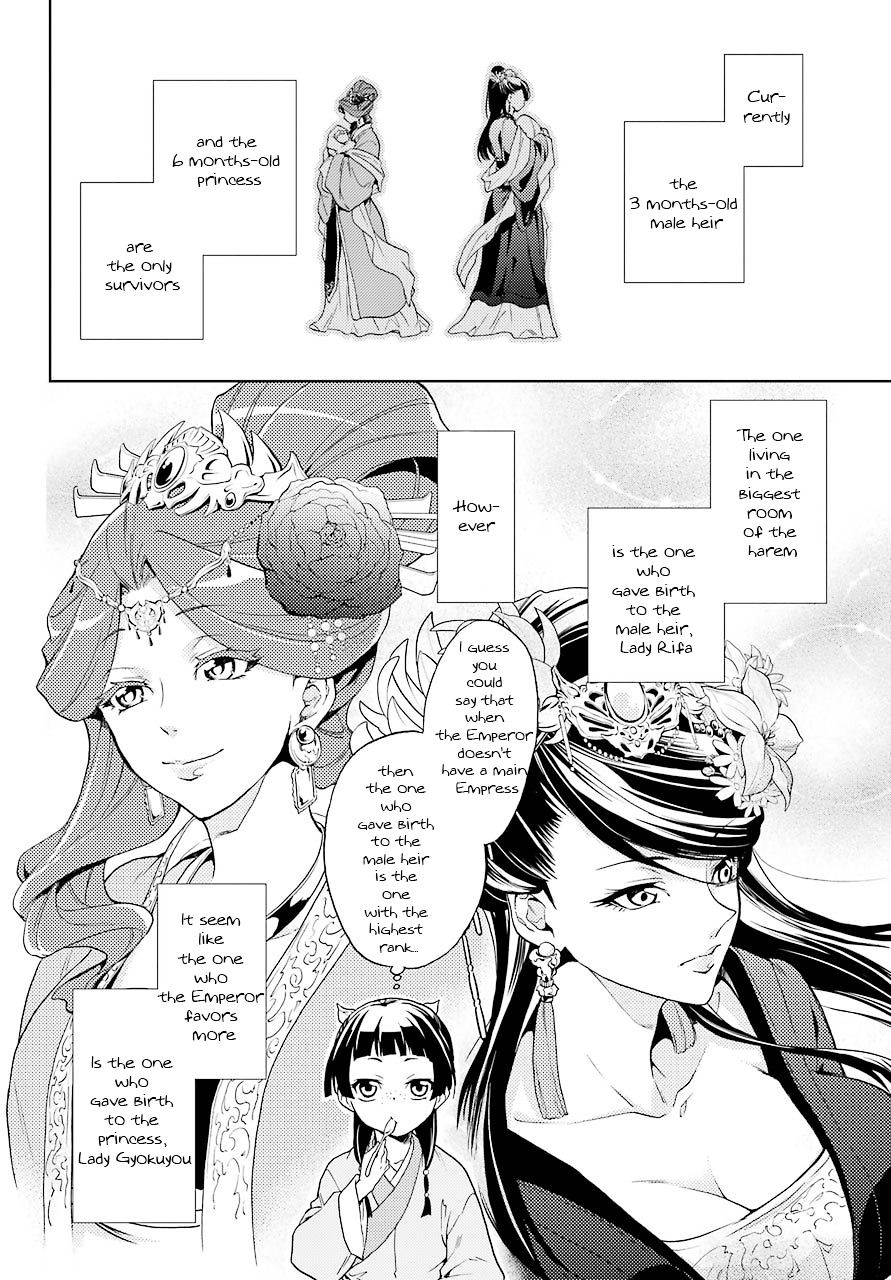 Cur-
rently
the
3 months-old
male heir
and the
6 months-old
princess
are
the only
survivors
The one
living
in the
biggest
room
of the
harem
is the one
who
gave birth
to the
male heir,
Lady Rifa
How-
ever
I guess
you
could
say that
when
the Emperor
doesn't
have a main
Empress
then
the one
who
gave birth
to the
male heir
is the
one
with the
highest
rank...
It seem
like
the one
who
the Emperor
favors
more
Is the one
who
gave birth
to the
princess,
Lady Gyokuyou